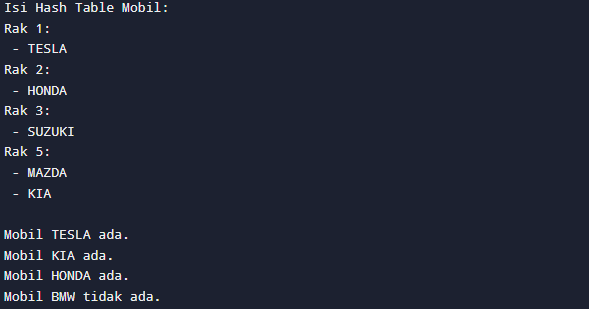 Isi Hash Table Mobil:
Rak 1:
 - TESLA
Rak 2:
 - HONDA
Rak 3:
 - SUZUKI
Rak 5:
 - MAZDA
 - KIA

Mobil TESLA ada.
Mobil KIA ada.
Mobil HONDA ada.
Mobil BMW tidak ada.